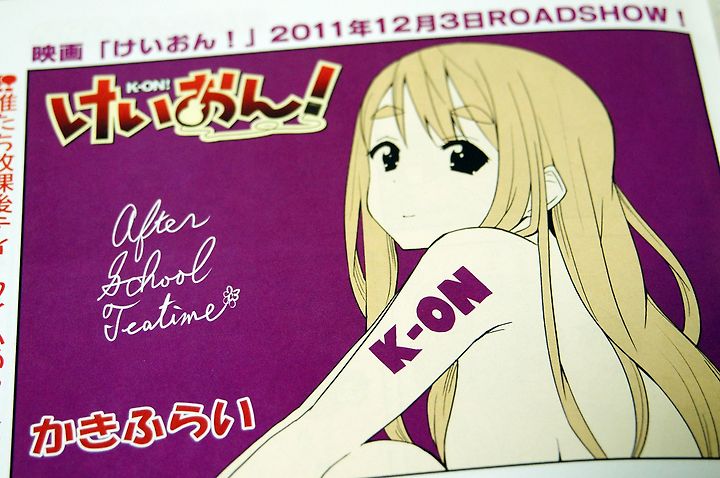 映画「けいおん！」2011年12月3日ROADSHOW！
K-ON!
けいおん！
After
School
Teatime
K-ON
かきふらい